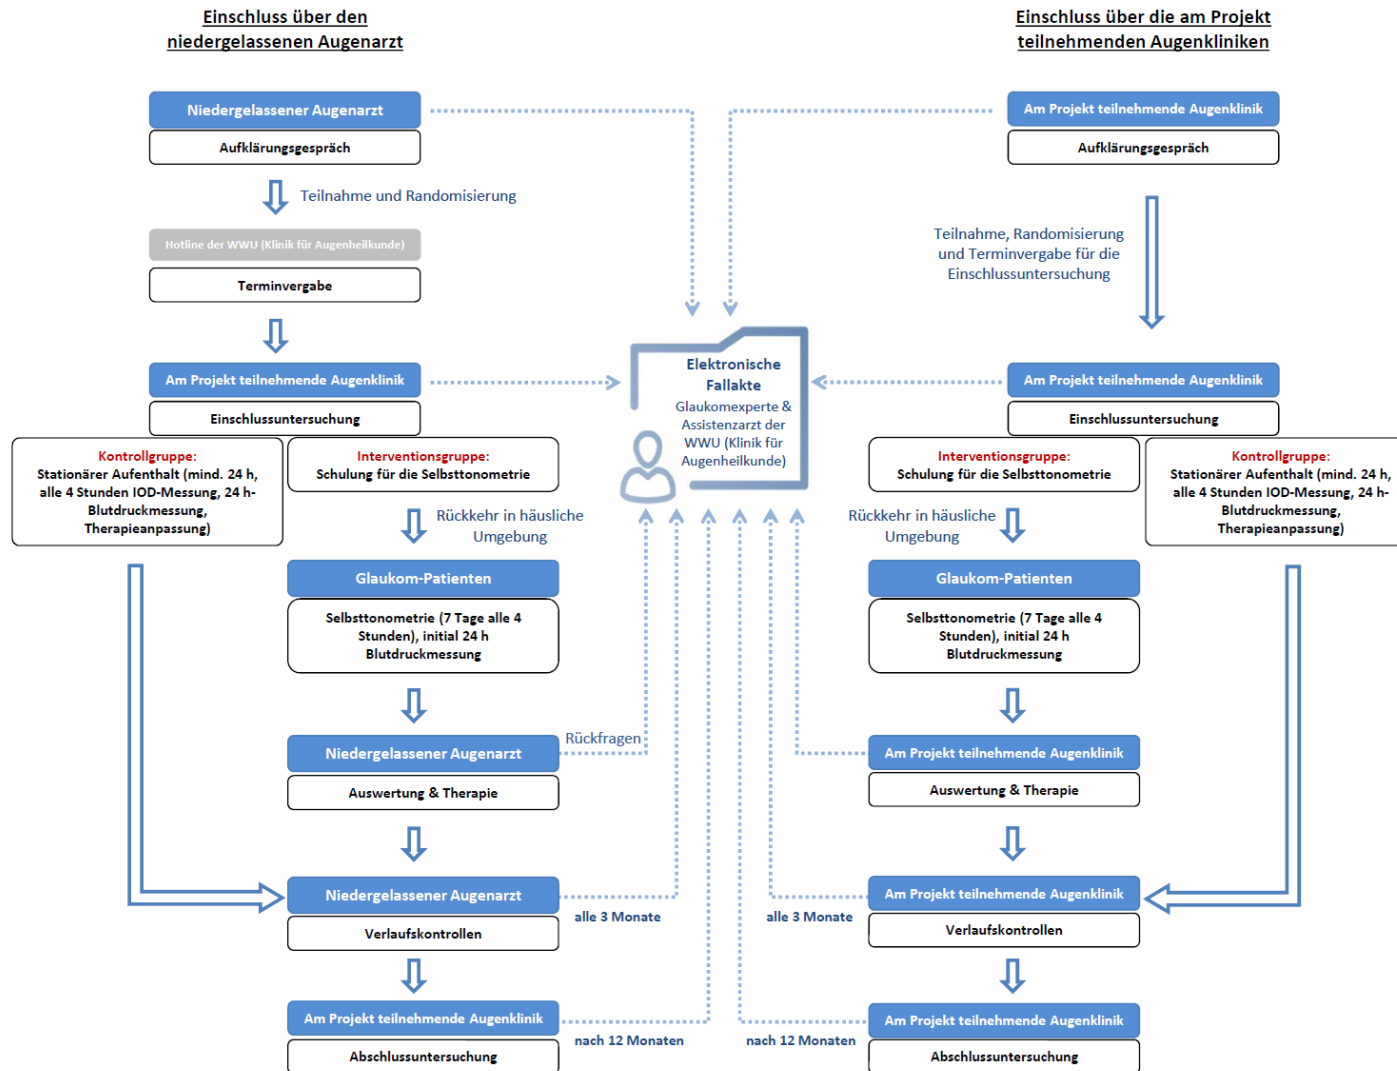 Einschluss über den
niedergelassenen Augenarzt
Niedergelassener Augenarzt
Aufklärungsgespräch
Teilnahme und Randomisierung
Hotline der WWU (Klinik für Augenheilkunde)
Terminvergabe
Am Projekt teilnehmende Augenklinik
Einschlussuntersuchung
Kontrollgruppe:
Stationärer Aufenthalt (mind. 24 h,
alle 4 Stunden IOD-Messung, 24 h-
Blutdruckmessung,
Therapieanpassung)
Interventionsgruppe:
Schulung für die Selbsttonometrie
Rückkehr in häusliche
Umgebung
Glaukom-Patienten
Selbsttonometrie (7 Tage alle 4
Stunden), initial 24 h
Blutdruckmessung
Niedergelassener Augenarzt
Rückfragen
Auswertung & Therapie
Niedergelassener Augenarzt
alle 3 Monate
Verlaufskontrollen
Am Projekt teilnehmende Augenklinik
nach 12 Monaten
Abschlussuntersuchung
Elektronische
Fallakte
Glaukomexperte &
Assistenzarzt der
WWU (Klinik für
Augenheilkunde)
Einschluss über die am Projekt
teilnehmenden Augenkliniken
Am Projekt teilnehmende Augenklinik
Aufklärungsgespräch
Teilnahme, Randomisierung
und Terminvergabe für die
Einschlussuntersuchung
Am Projekt teilnehmende Augenklinik
Einschlussuntersuchung
Interventionsgruppe:
Schulung für die Selbsttonometrie
Kontrollgruppe:
Stationärer Aufenthalt (mind. 24 h,
alle 4 Stunden IOD-Messung, 24 h-
Blutdruckmessung,
Therapieanpassung)
Rückkehr in häusliche
Umgebung
Glaukom-Patienten
Selbsttonometrie (7 Tage alle 4
Stunden), initial 24 h
Blutdruckmessung
Am Projekt teilnehmende Augenklinik
Auswertung & Therapie
Am Projekt teilnehmende Augenklinik
alle 3 Monate
Verlaufskontrollen
Am Projekt teilnehmende Augenklinik
nach 12 Monaten
Abschlussuntersuchung